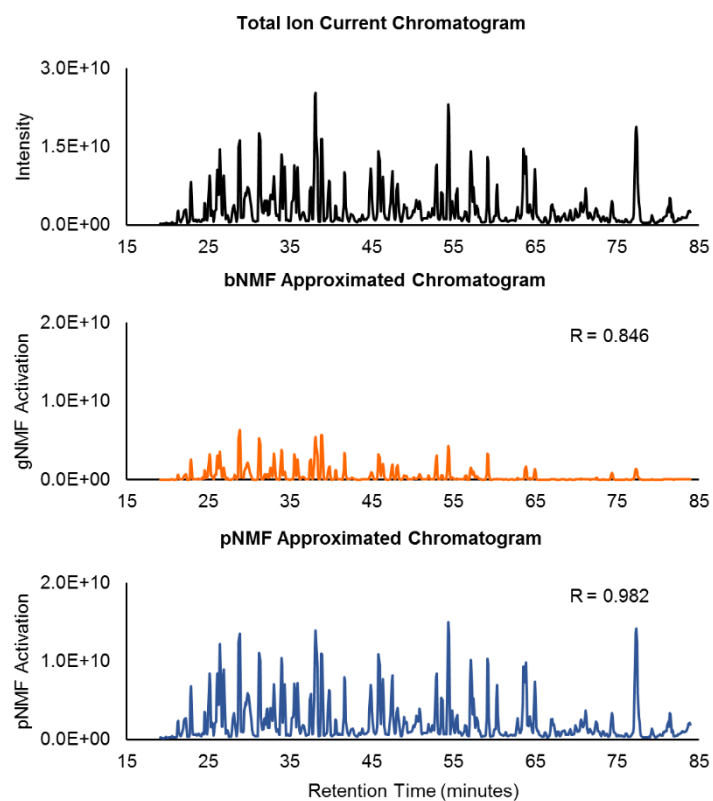 Total Ion Current Chromatogram
3.0E+10
1.5E+10
0.0E+00
Intensity
15 25 35 45 55 65 75 85
bNMF Approximated Chromatogram
R = 0.846
2.0E+10
1.0E+10
0.0E+00
gNMF Activation
15 25 35 45 55 65 75 85
pNMF Approximated Chromatogram
R = 0.982
2.0E+10
1.0E+10
0.0E+00
pNMF Activation
15 25 35 45 55 65 75 85
Retention Time (minutes)